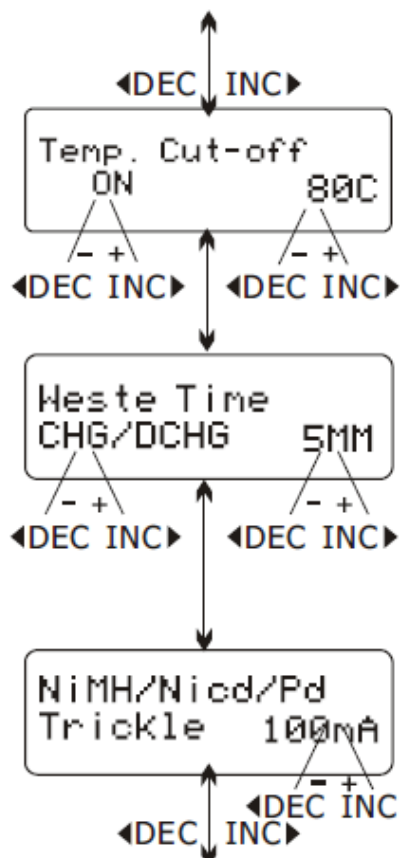 ◀DEC INC▶
Temp. Cut-off
ON 80C
- + - +
◀DEC INC▶ ◀DEC INC▶
Weste Time
CHG/DCHG 5MM
- + - +
◀DEC INC▶ ◀DEC INC▶
NiMH/Nicd/Pd
Trickle 100mA
- +
◀DEC INC
◀DEC INC▶